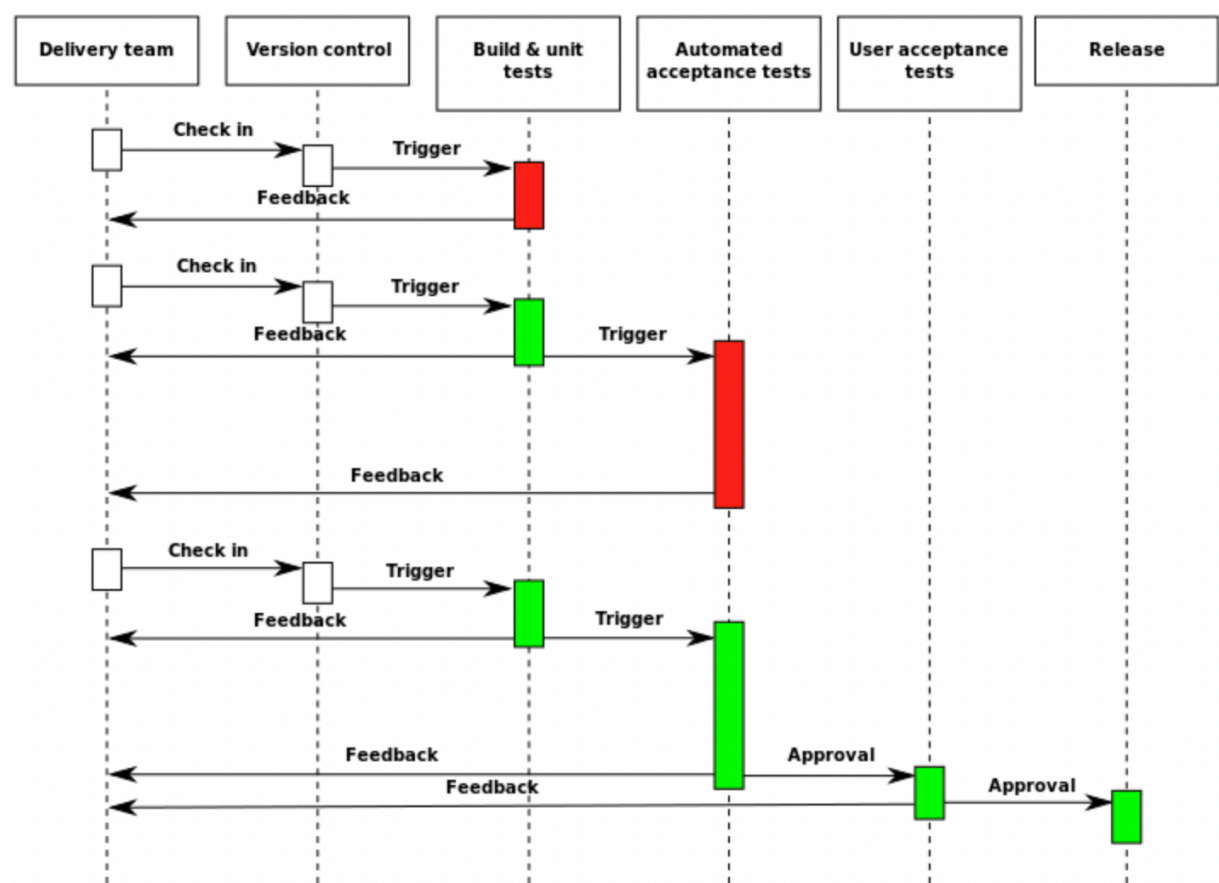 Delivery team
Version control
Build & unit
tests
Automated
acceptance tests
User acceptance
tests
Release
Check in
Trigger
Feedback
Check in
Trigger
Feedback
Trigger
Feedback
Check in
Trigger
Feedback
Trigger
Feedback
Approval
Feedback
Approval